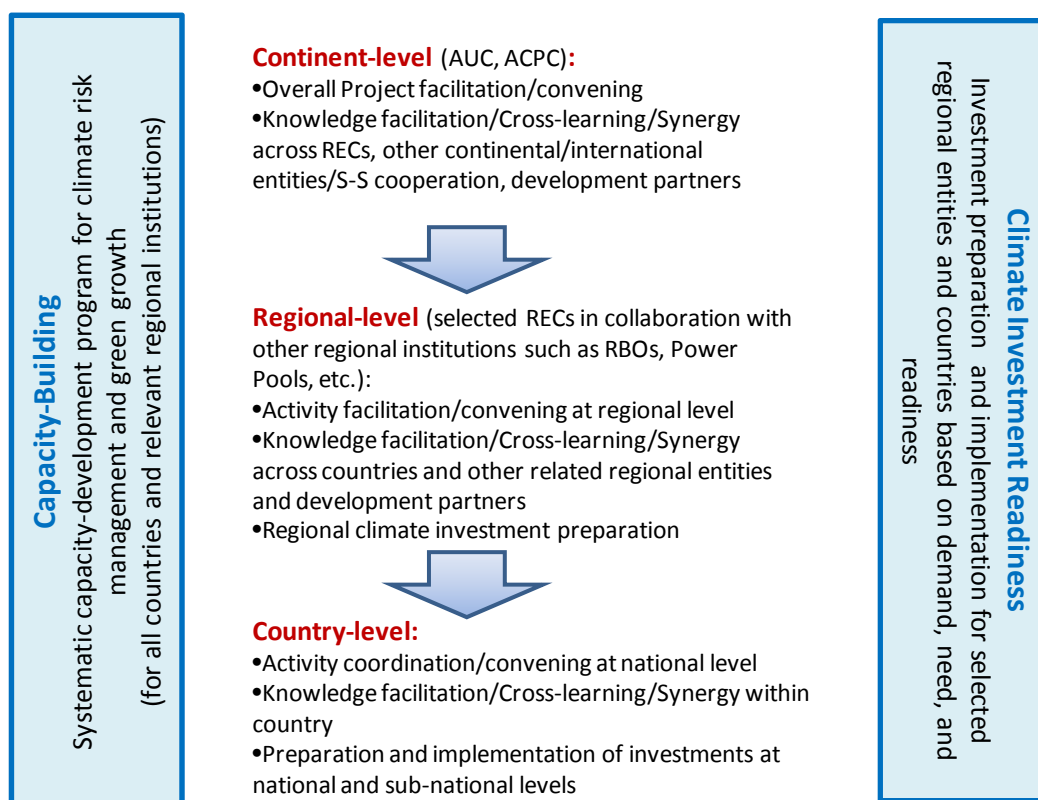 Capacity-Building
Systematic capacity-development program for climate risk
management and green growth
(for all countries and relevant regional institutions)
Continent-level (AUC, ACPC):
•Overall Project facilitation/convening
•Knowledge facilitation/Cross-learning/Synergy
across RECs, other continental/international
entities/S-S cooperation, development partners
Regional-level (selected RECs in collaboration with
other regional institutions such as RBOs, Power
Pools, etc.):
•Activity facilitation/convening at regional level
•Knowledge facilitation/Cross-learning/Synergy
across countries and other related regional entities
and development partners
•Regional climate investment preparation
Country-level:
•Activity coordination/convening at national level
•Knowledge facilitation/Cross-learning/Synergy within
country
•Preparation and implementation of investments at
national and sub-national levels
Climate Investment Readiness
Investment preparation and implementation for selected
regional entities and countries based on demand, need, and
readiness